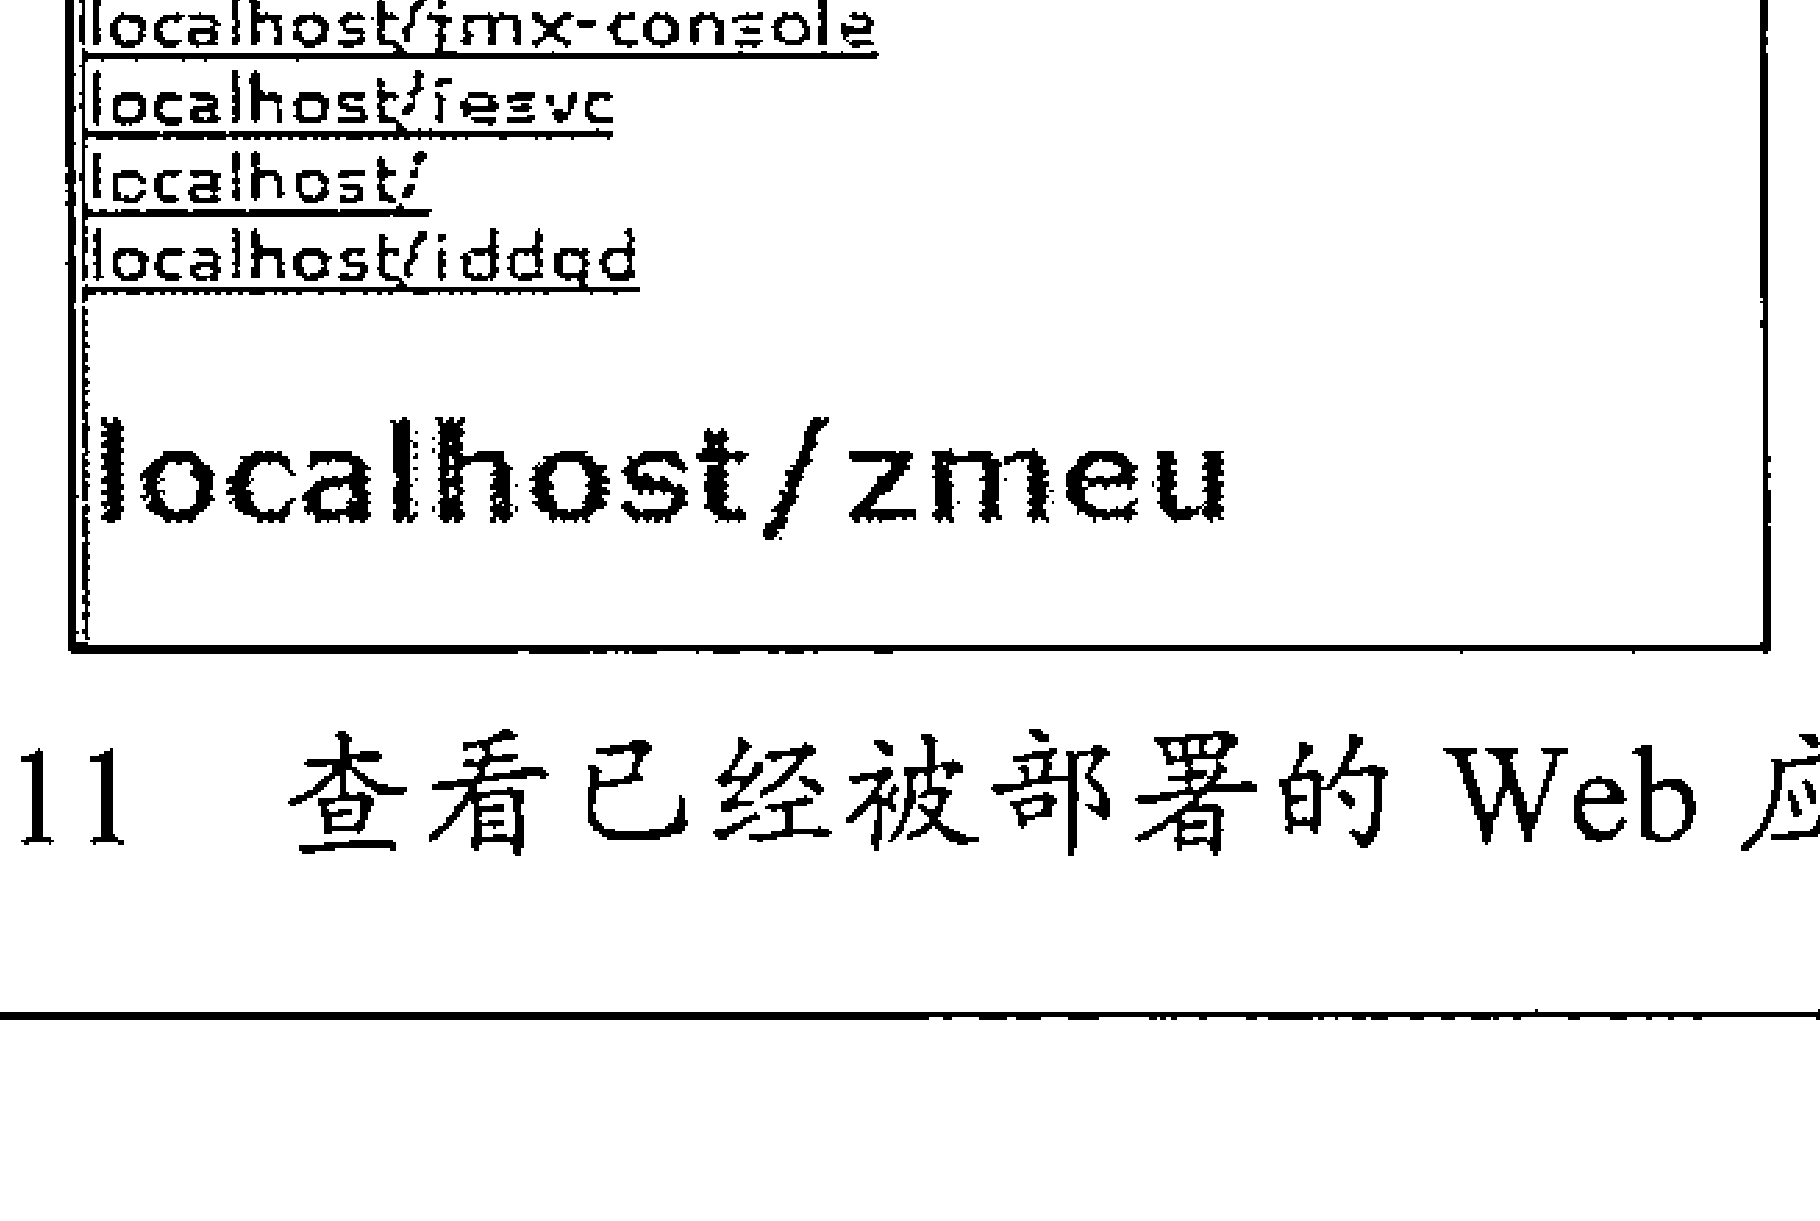 localhost/jmx-console
localhost/iesvc
localhost/
localhost/iddqd
localhost/zmeu
11 查看已经被部署的 Web 应